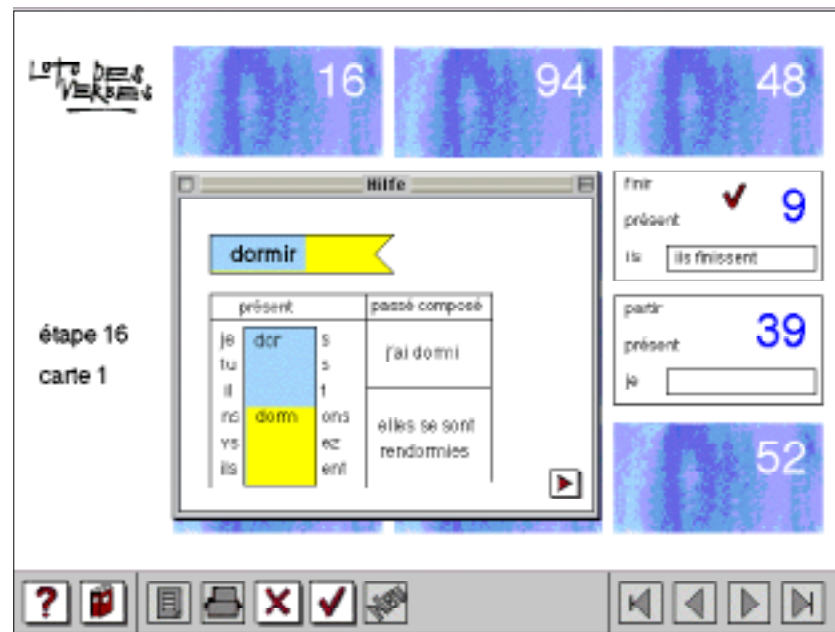 LOTO DES
VERBES
16
94
48
Hilfe
dormir
présent
passé composé
je dor s
tu s
il t
ns dorm ons
vs ez
ils ent
j'ai dormi
elles se sont
rendormies
finir
9
présent
ils ils finissent
partir
39
présent
je
52
étape 16
carte 1
?